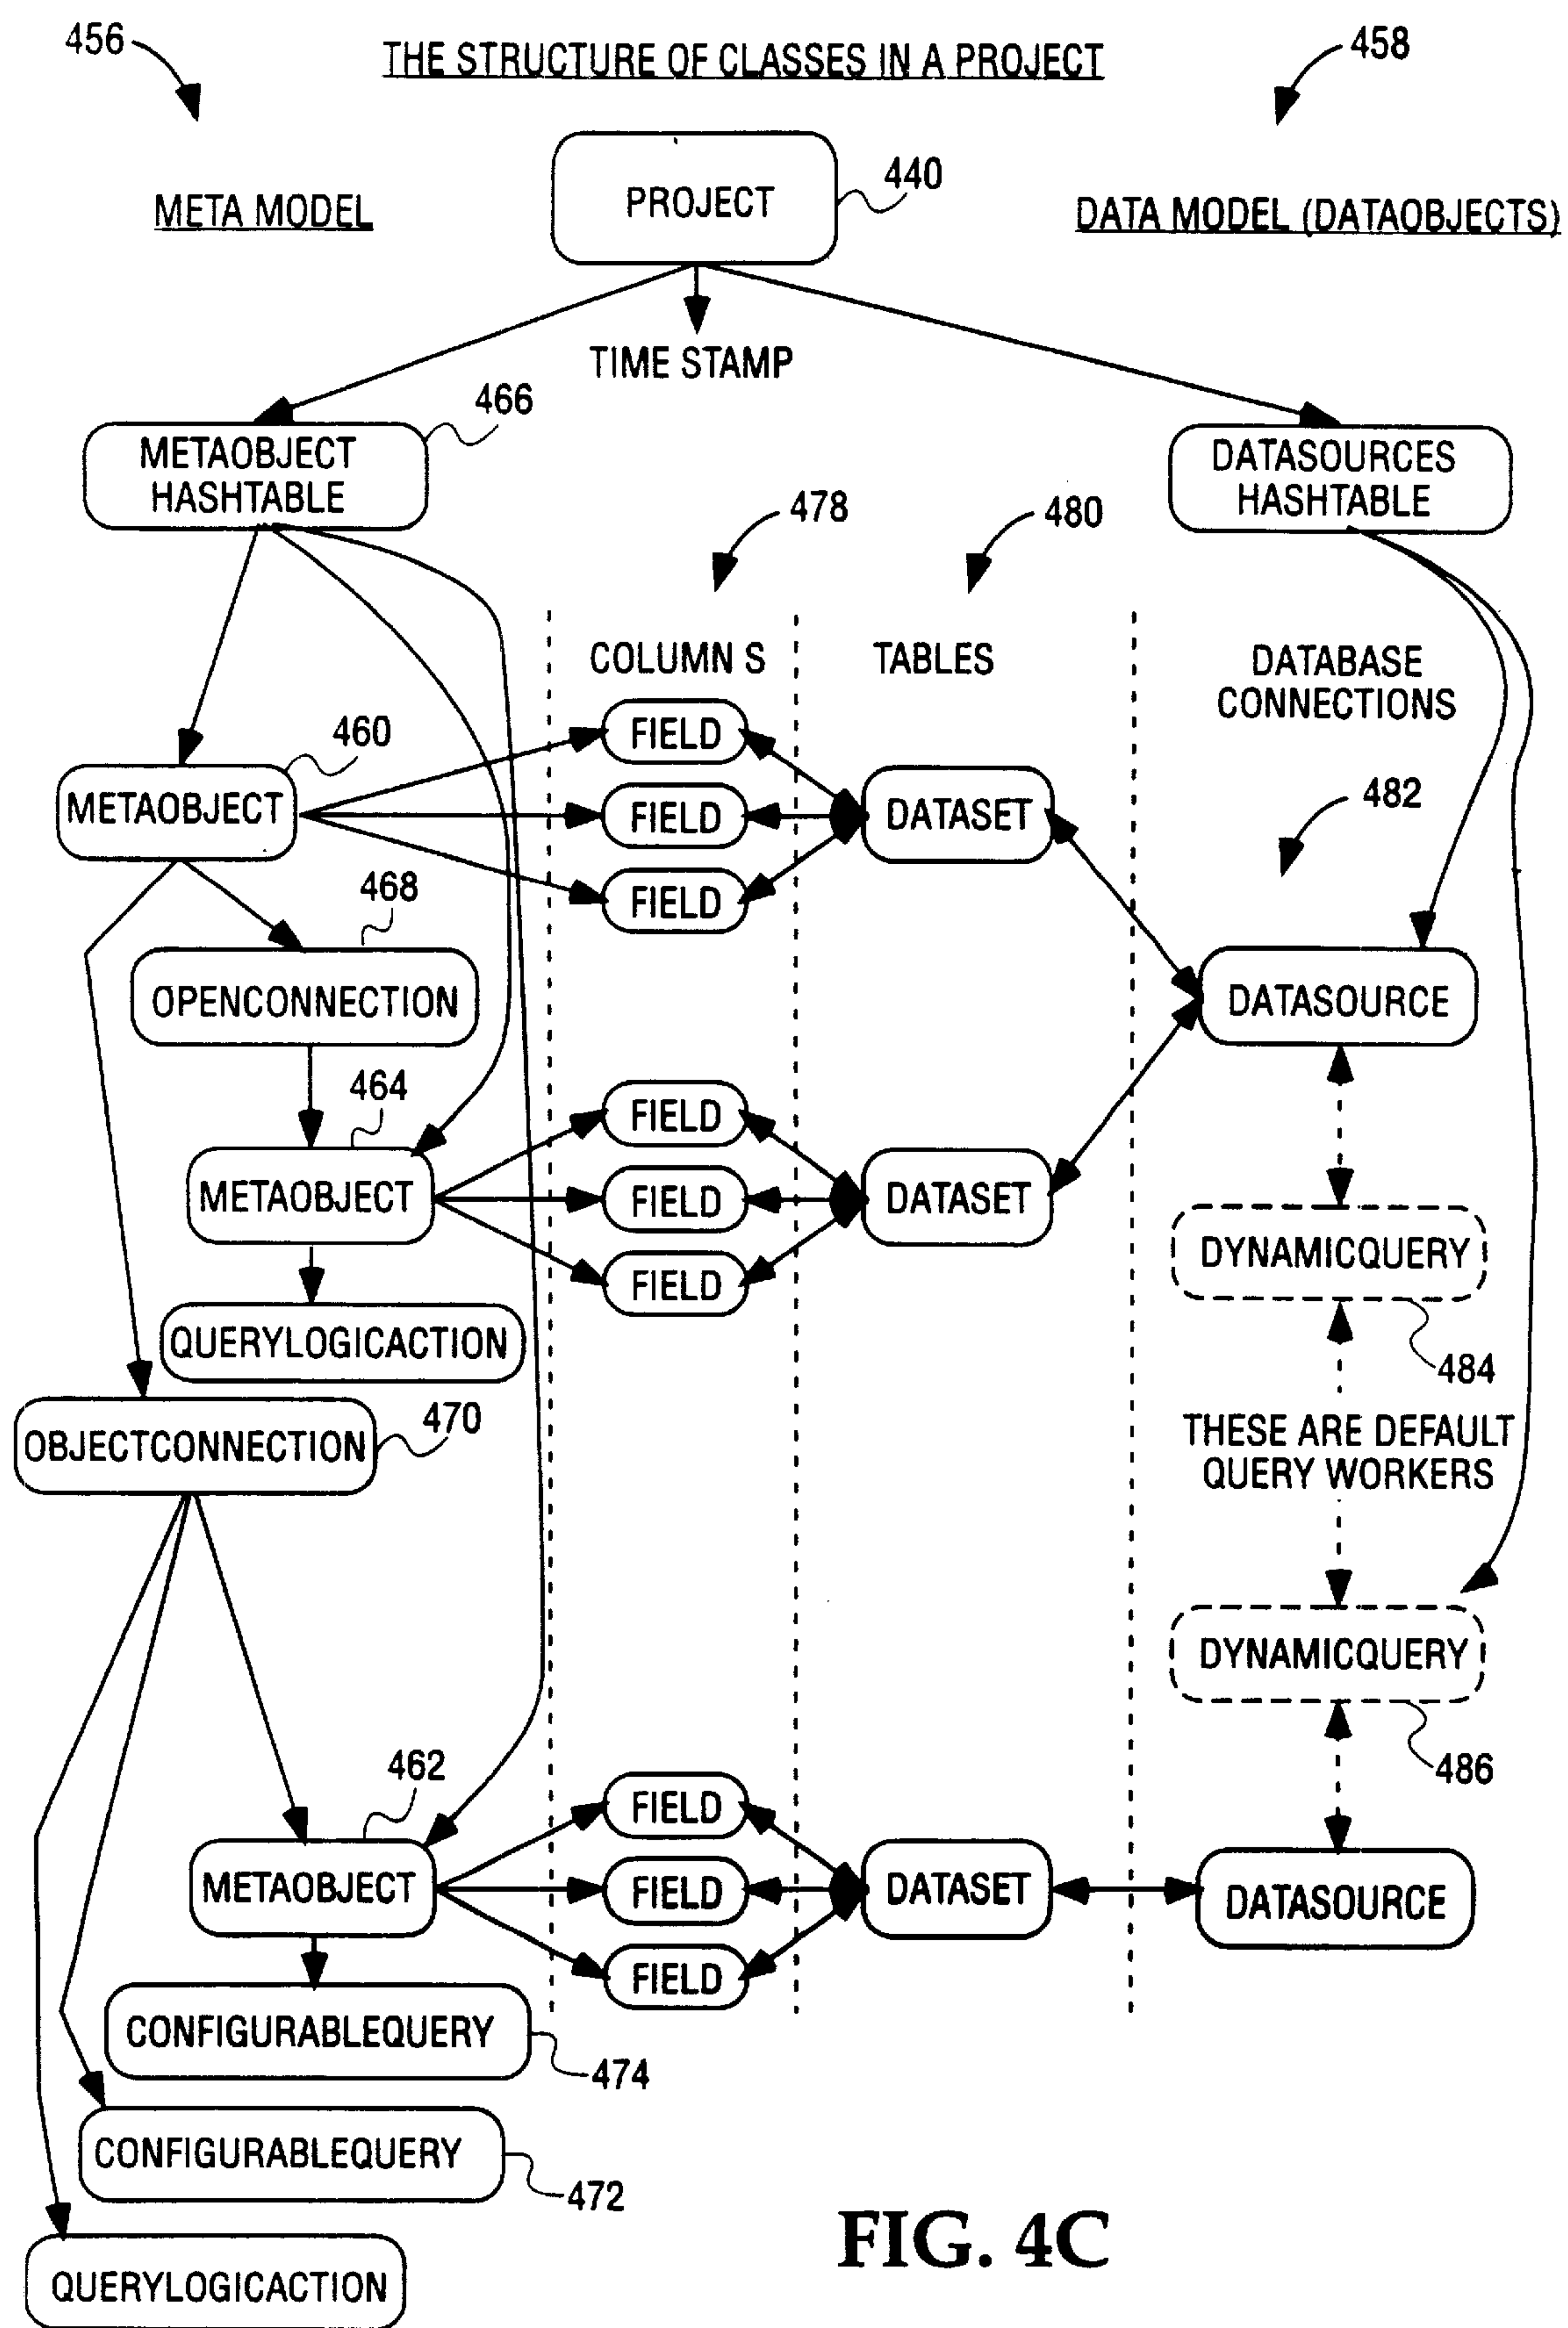 456
THE STRUCTURE OF CLASSES IN A PROJECT
458
PROJECT
440
META MODEL
DATA MODEL (DATAOBJECTS)
TIME STAMP
466
METAOBJECT
HASHTABLE
DATASOURCES
HASHTABLE
478
480
COLUMN S
TABLES
DATABASE
CONNECTIONS
460
FIELD
METAOBJECT
FIELD
DATASET
482
FIELD
468
OPENCONNECTION
DATASOURCE
464
FIELD
METAOBJECT
FIELD
DATASET
FIELD
DYNAMICQUERY
QUERYLOGICACTION
484
470
OBJECTCONNECTION
THESE ARE DEFAULT
QUERY WORKERS
DYNAMICQUERY
486
462
FIELD
METAOBJECT
FIELD
DATASET
DATASOURCE
FIELD
CONFIGURABLEQUERY
474
CONFIGURABLEQUERY
472
FIG. 4C
QUERYLOGICACTION